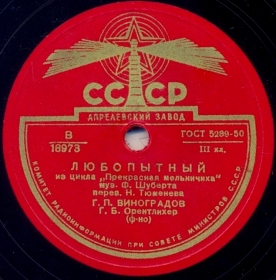 СССР
АПРЕЛЕВСКИЙ ЗАВОД
В
18973
ГОСТ 5289-50
III кл.
ЛЮБОПЫТНЫЙ
из цикла „Прекрасная мельничиха"
муз. Ф. Шуберта
перев. Н. Тюменева
Г. П. ВИНОГРАДОВ
Г. Б. Орентлихер
(ф-но)
КОМИТЕТ РАДИОИНФОРМАЦИИ ПРИ СОВЕТЕ МИНИСТРОВ СССР